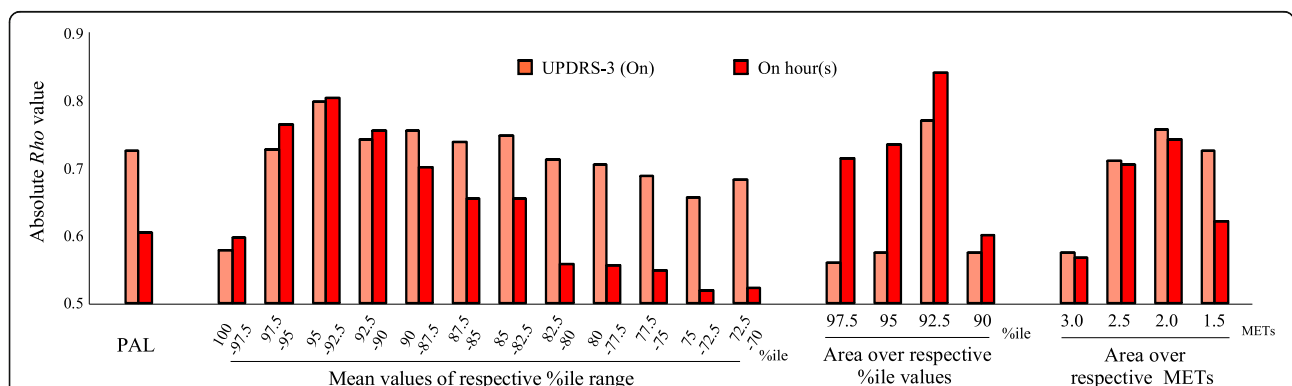 0.9
0.8
0.7
0.6
0.5
Absolute Rho value
UPDRS-3 (On)
On hour(s)
PAL
100 -97.5
97.5 -95
95 -92.5
92.5 -90
90 -87.5
87.5 -85
85 -82.5
82.5 -80
80 -77.5
77.5 -75
75 -72.5
72.5 -70
%ile
Mean values of respective %ile range
97.5 95 92.5 90
%ile
Area over respective
%ile values
3.0 2.5 2.0 1.5
METs
Area over
respective METs